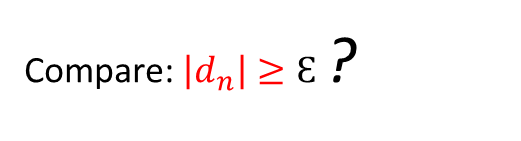 Compare: |dₙ| ≥ ε ?